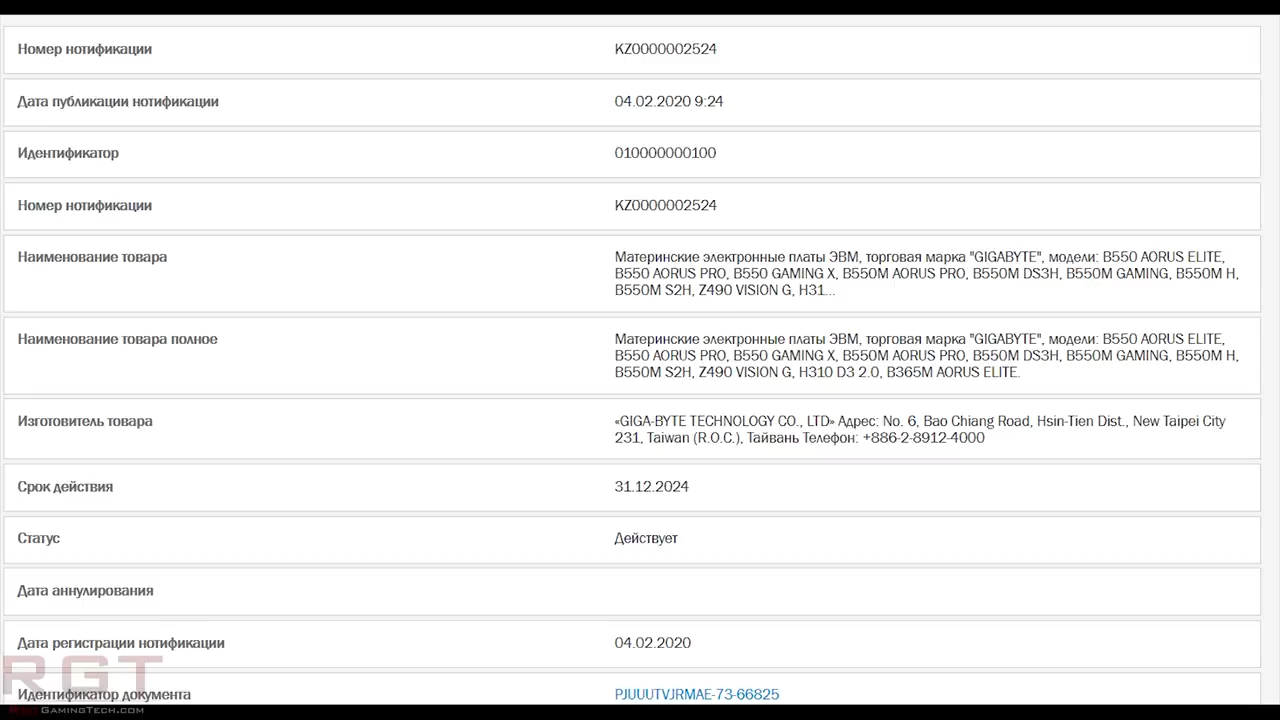 Номер нотификации KZ0000002524
Дата публикации нотификации 04.02.2020 9:24
Идентификатор 010000000100
Номер нотификации KZ0000002524
Наименование товара Материнские электронные платы ЭВМ, торговая марка "GIGABYTE", модели: B550 AORUS ELITE,
B550 AORUS PRO, B550 GAMING X, B550M AORUS PRO, B550M DS3H, B550M GAMING, B550M H,
B550M S2H, Z490 VISION G, H31...
Наименование товара полное Материнские электронные платы ЭВМ, торговая марка "GIGABYTE", модели: B550 AORUS ELITE,
B550 AORUS PRO, B550 GAMING X, B550M AORUS PRO, B550M DS3H, B550M GAMING, B550M H,
B550M S2H, Z490 VISION G, H310 D3 2.0, B365M AORUS ELITE.
Изготовитель товара «GIGA-BYTE TECHNOLOGY CO., LTD» Адрес: No. 6, Bao Chiang Road, Hsin-Tien Dist., New Taipei City
231, Taiwan (R.O.C.), Тайвань Телефон: +886-2-8912-4000
Срок действия 31.12.2024
Статус Действует
Дата аннулирования
Дата регистрации нотификации 04.02.2020
RGT
Идентификатор документа PJUUUTVJRMAE-73-66825
REDGAMINGTECH.COM